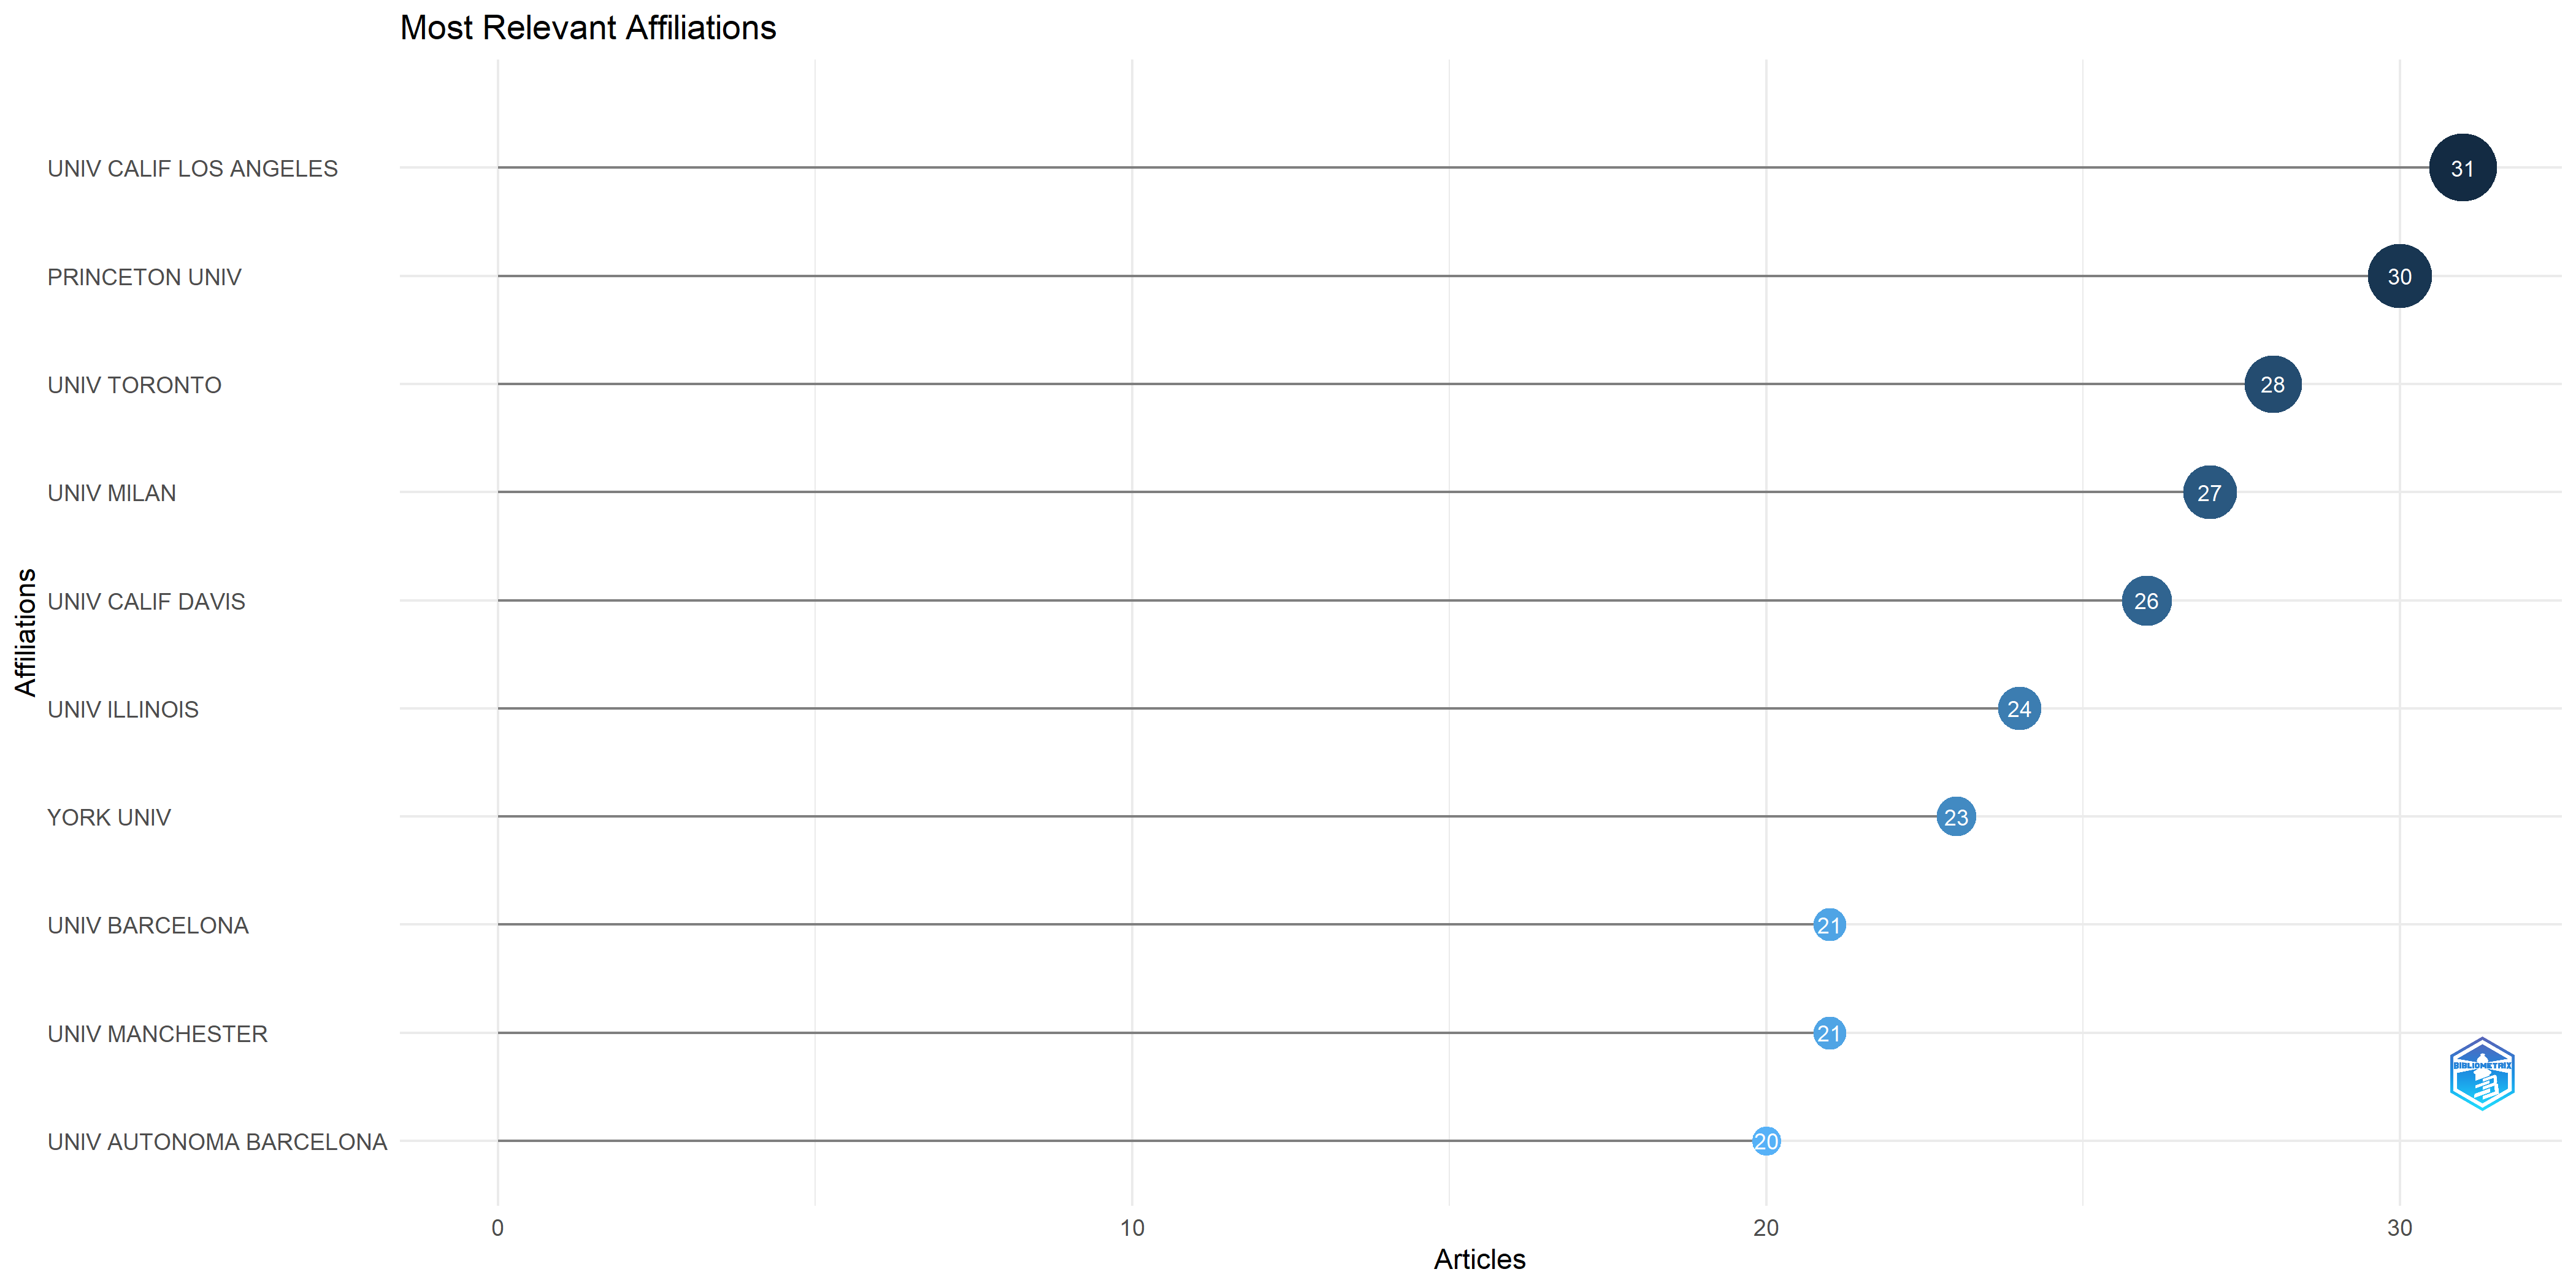 Most Relevant Affiliations
Affiliations
UNIV CALIF LOS ANGELES 31
PRINCETON UNIV 30
UNIV TORONTO 28
UNIV MILAN 27
UNIV CALIF DAVIS 26
UNIV ILLINOIS 24
YORK UNIV 23
UNIV BARCELONA 21
UNIV MANCHESTER 21
BIBLIOMETRIX
UNIV AUTONOMA BARCELONA 20
0 10 20 30
Articles